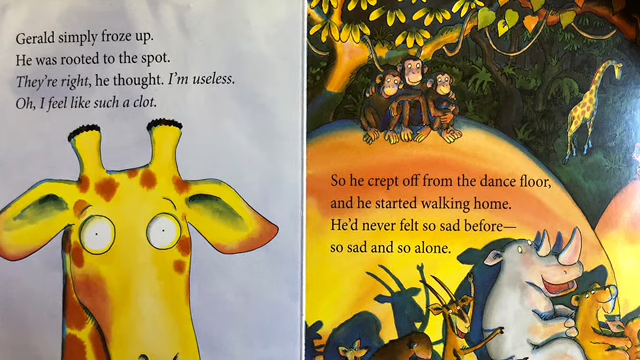 Gerald simply froze up.
He was rooted to the spot.
They're right, he thought. I'm useless.
Oh, I feel like such a clot.
So he crept off from the dance floor,
and he started walking home.
He'd never felt so sad before—
so sad and so alone.